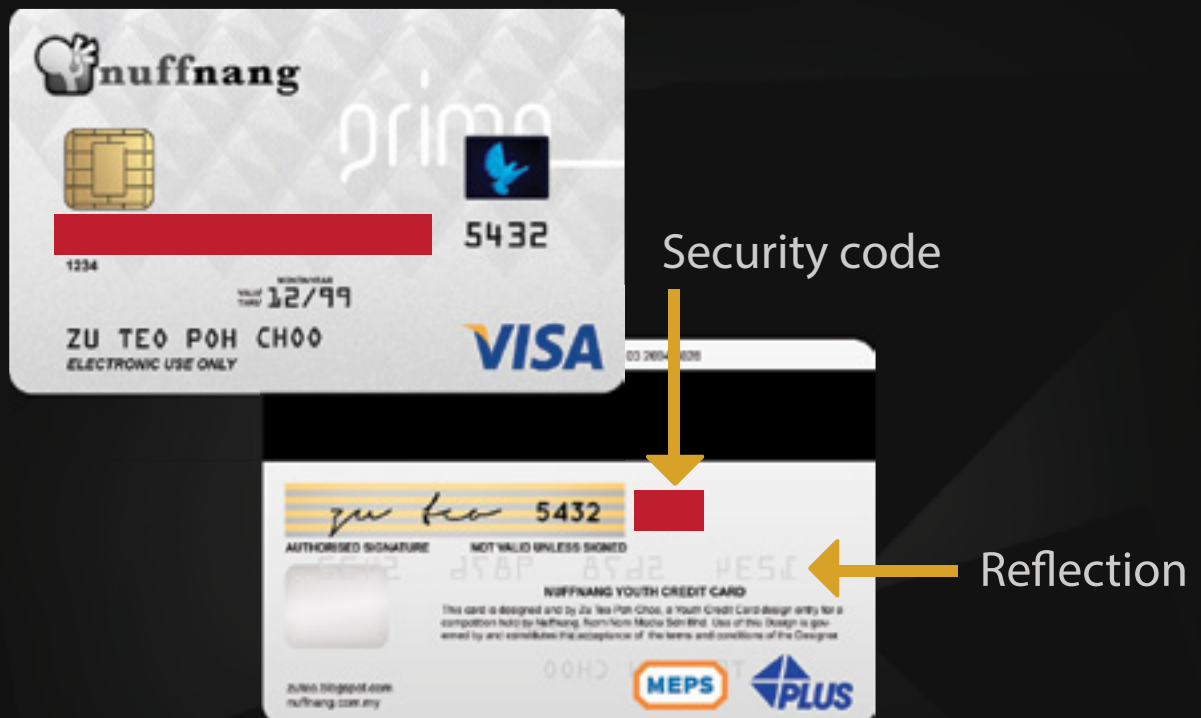 nuffnang
prima
5432
1234
MONTH/YEAR
VALID THRU 12/99
ZU TEO POH CHOO
ELECTRONIC USE ONLY
VISA
Security code
zu teo 5432
AUTHORISED SIGNATURE NOT VALID UNLESS SIGNED
Reflection
NUFFNANG YOUTH CREDIT CARD
This card is designed and by Zu Teo Poh Choo, a Youth Credit Card design entry for a
competition held by Nuffnang, Nom Nom Media Sdn Bhd. Use of this Design is gov-
erned by and constitutes the acceptance of the terms and conditions of the Designer
MEPS
PLUS
zuteo.blogspot.com
nuffnang.com.my